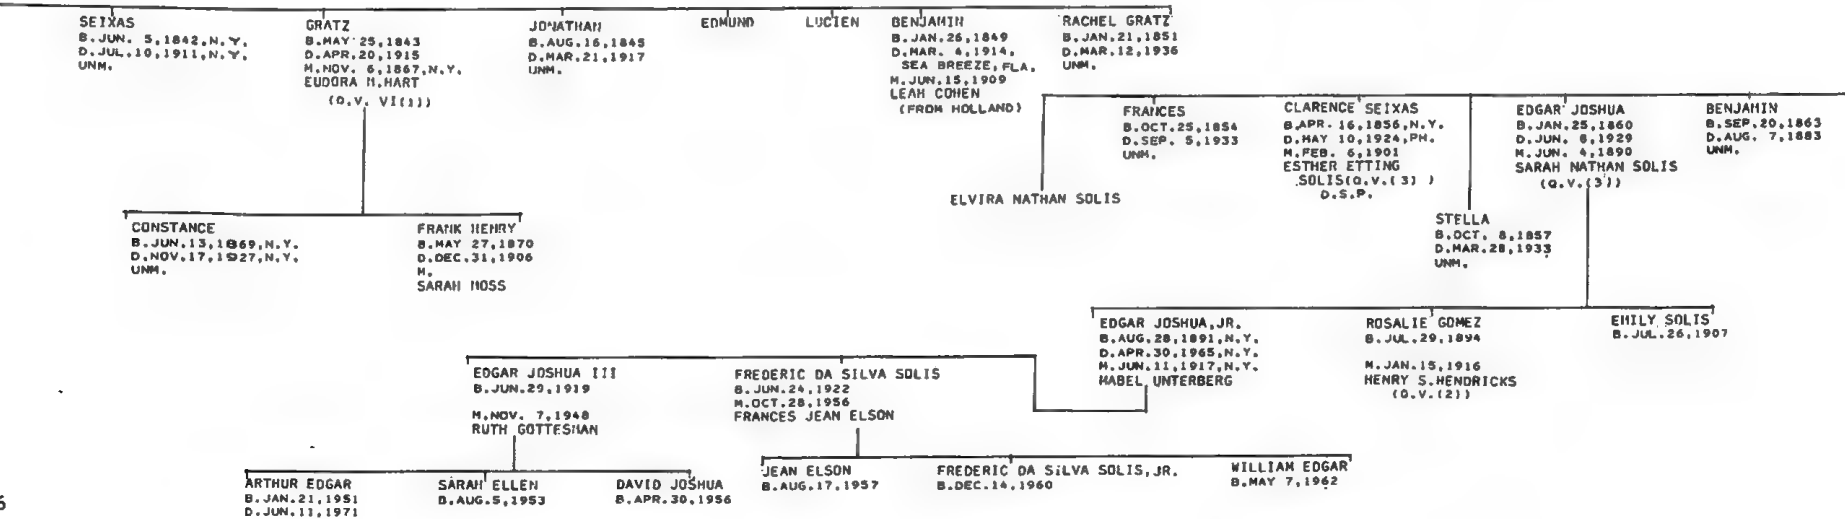 SEIXAS
B.JUN. 5,1842,N.Y.
D.JUL.10,1911,N.Y.
UNM.
GRATZ
B.MAY 25,1843
D.APR.20,1915
M.NOV. 6,1867,N.Y.
EUDORA H.HART
(Q.V. VI(1))
JONATHAN
B.AUG.16,1845
D.MAR.21,1917
UNM.
EDMUND
LUCIEN
BENJAMIN
B.JAN.26,1849
D.MAR. 4,1914,
SEA BREEZE,FLA.
M.JUN.15,1909
LEAH COHEN
(FROM HOLLAND)
RACHEL GRATZ
B.JAN.21,1851
D.MAR.12,1936
UNM.
ELVIRA NATHAN SOLIS
FRANCES
B.OCT.25,1854
D.SEP. 5,1933
UNM.
CLARENCE SEIXAS
B.APR. 16,1856,N.Y.
D.MAY 10,1924,PH.
M.FEB. 6,1901
ESTHER ETTING
SOLIS(Q.V.(3) )
D.S.P.
STELLA
B.OCT. 8,1857
D.MAR.28,1933
UNM.
EDGAR JOSHUA
B.JAN.25,1860
D.JUN. 8,1929
M.JUN. 4,1890
SARAH NATHAN SOLIS
(Q.V.(3))
BENJAMIN
B.SEP.20,1863
D.AUG. 7,1883
UNM.
CONSTANCE
B.JUN.13,1869,N.Y.
D.NOV.17,1927,N.Y.
UNM.
FRANK HENRY
B.MAY 27,1870
D.DEC.31,1906
M.
SARAH MOSS
EDGAR JOSHUA,JR.
B.AUG.28,1891,N.Y.
D.APR.30,1965,N.Y.
M.JUN.11,1917,N.Y.
MABEL UNTERBERG
ROSALIE GOMEZ
B.JUL.29,1894
M.JAN.15,1916
HENRY S.HENDRICKS
(Q.V.(2))
EMILY SOLIS
B.JUL.26,1907
EDGAR JOSHUA III
B.JUN.29,1919
M.NOV. 7,1948
RUTH GOTTESMAN
FREDERIC DA SILVA SOLIS
B.JUN.24,1922
M.OCT.28,1956
FRANCES JEAN ELSON
ARTHUR EDGAR
B.JAN.21,1951
D.JUN.11,1971
SARAH ELLEN
B.AUG.5,1953
DAVID JOSHUA
B.APR.30,1956
JEAN ELSON
B.AUG.17,1957
FREDERIC DA SILVA SOLIS,JR.
B.DEC.14,1960
WILLIAM EDGAR
B.MAY 7,1962
6